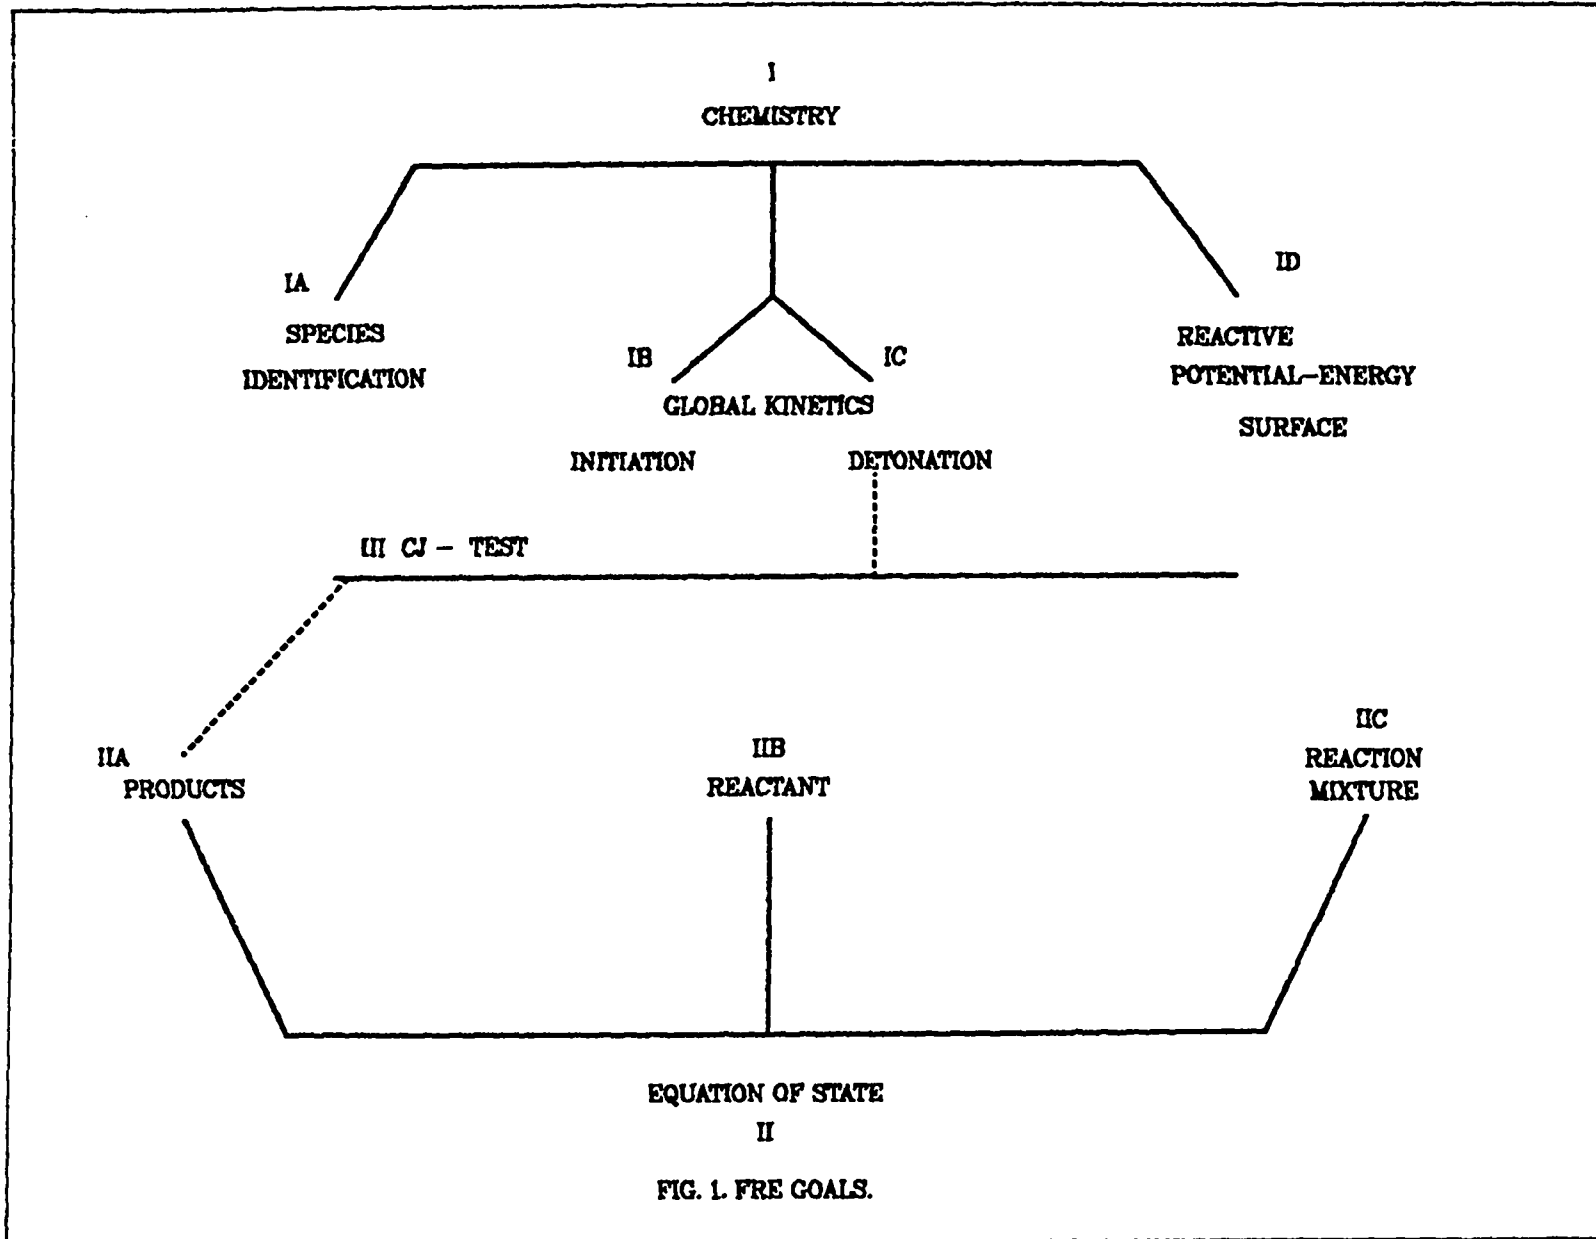 I
CHEMISTRY
IA
SPECIES
IDENTIFICATION
IB
IC
GLOBAL KINETICS
INITIATION
DETONATION
ID
REACTIVE
POTENTIAL-ENERGY
SURFACE
III CJ - TEST
IIA
PRODUCTS
IIB
REACTANT
IIC
REACTION
MIXTURE
EQUATION OF STATE
II
FIG. 1. FRE GOALS.